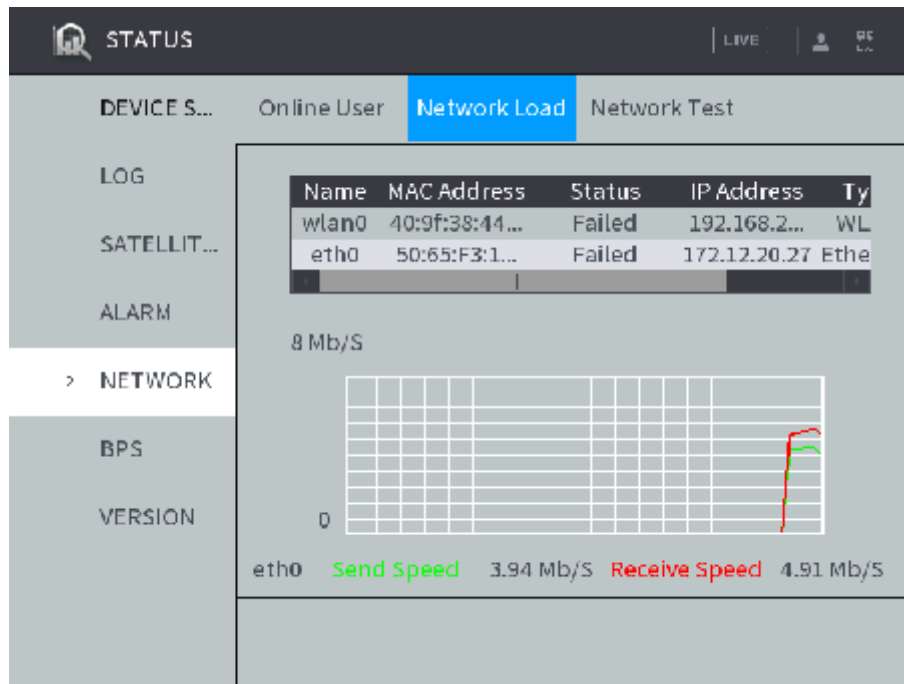 STATUS
LIVE
DEVICE S...
Online User Network Load Network Test
LOG
Name MAC Address Status IP Address Ty
wlan0 40:9f:38:44... Failed 192.168.2... WL
SATELLIT...
eth0 50:65:F3:1... Failed 172.12.20.27 Ethe
ALARM
8 Mb/S
> NETWORK
BPS
VERSION
0
eth0 Send Speed 3.94 Mb/S Receive Speed 4.91 Mb/S